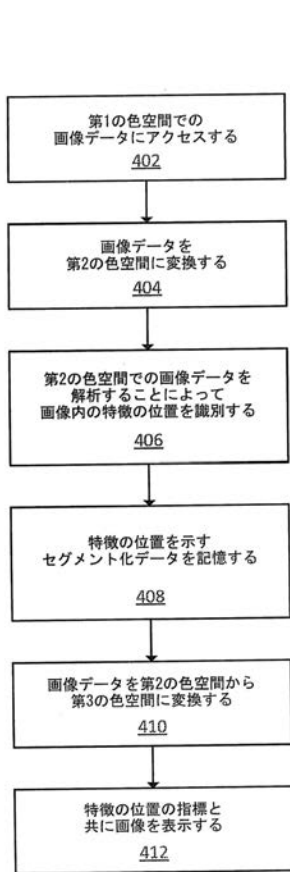 第1の色空間での
画像データにアクセスする
402
画像データを
第2の色空間に変換する
404
第2の色空間での画像データを
解析することによって
画像内の特徴の位置を識別する
406
特徴の位置を示す
セグメント化データを記憶する
408
画像データを第2の色空間から
第3の色空間に変換する
410
特徴の位置の指標と
共に画像を表示する
412